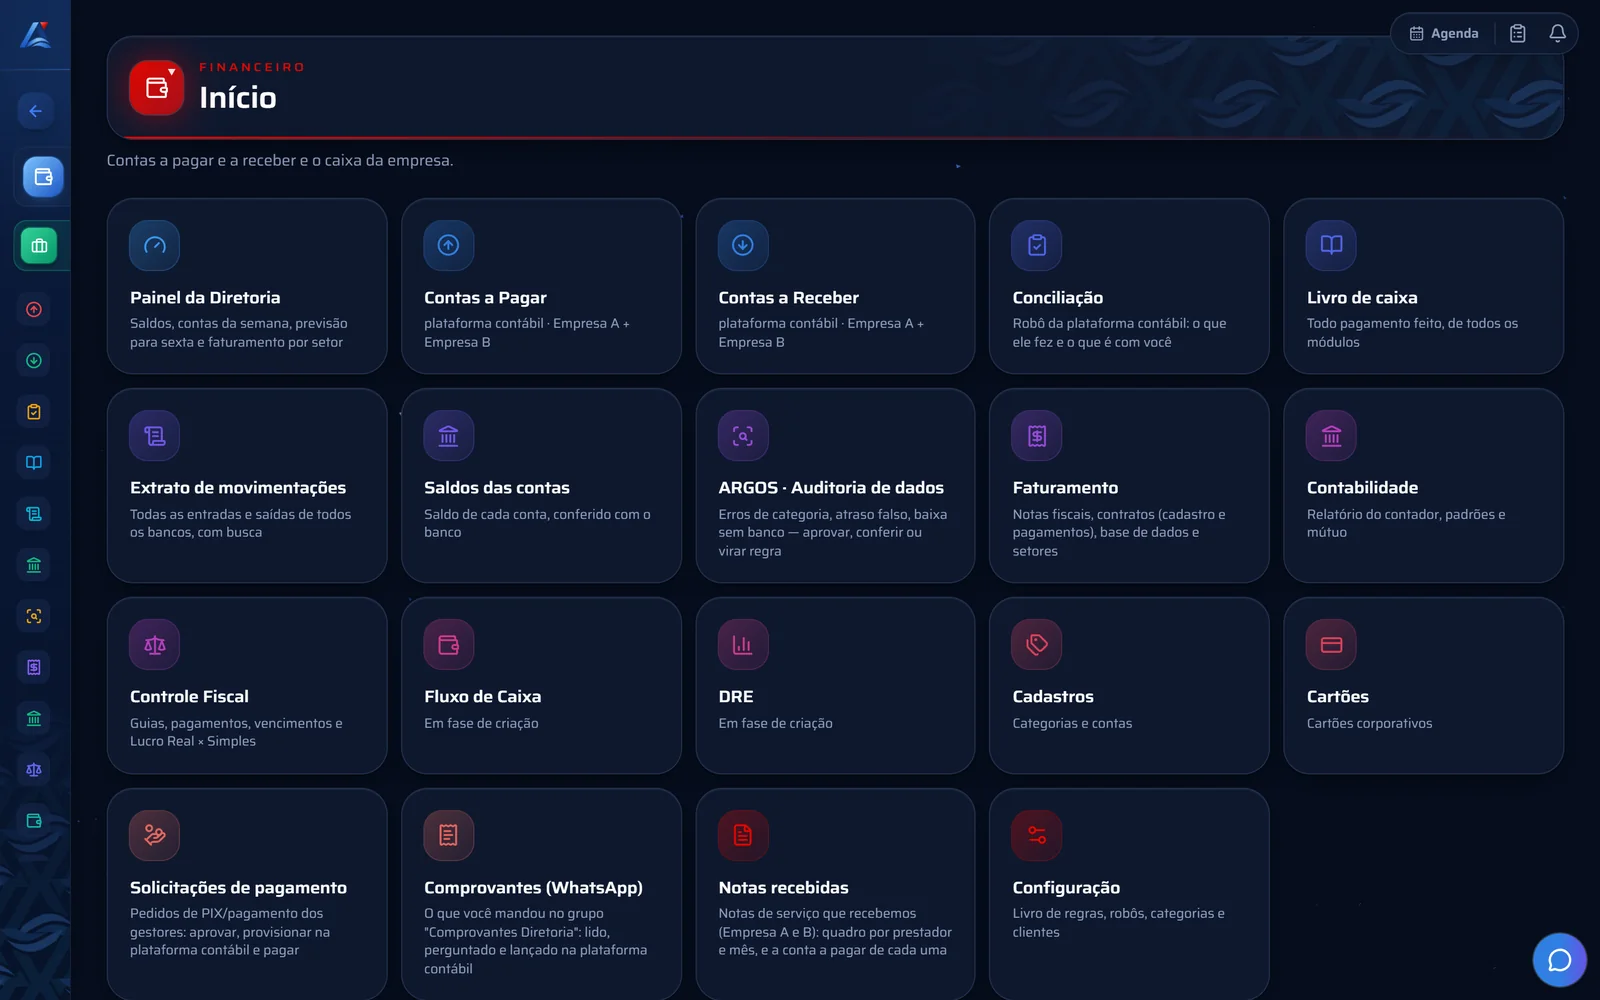 Agenda
FINANCEIRO
Início
Contas a pagar e a receber e o caixa da empresa.
Painel da Diretoria
Saldos, contas da semana, previsão
para sexta e faturamento por setor
Contas a Pagar
plataforma contábil · Empresa A +
Empresa B
Contas a Receber
plataforma contábil · Empresa A +
Empresa B
Conciliação
Robô da plataforma contábil: o que
ele fez e o que é com você
Livro de caixa
Todo pagamento feito, de todos os
módulos
Extrato de movimentações
Todas as entradas e saídas de todos
os bancos, com busca
Saldos das contas
Saldo de cada conta, conferido com o
banco
ARGOS · Auditoria de dados
Erros de categoria, atraso falso, baixa
sem banco — aprovar, conferir ou
virar regra
Faturamento
Notas fiscais, contratos (cadastro e
pagamentos), base de dados e
setores
Contabilidade
Relatório do contador, padrões e
mútuo
Controle Fiscal
Guias, pagamentos, vencimentos e
Lucro Real × Simples
Fluxo de Caixa
Em fase de criação
DRE
Em fase de criação
Cadastros
Categorias e contas
Cartões
Cartões corporativos
Solicitações de pagamento
Pedidos de PIX/pagamento dos
gestores: aprovar, provisionar na
plataforma contábil e pagar
Comprovantes (WhatsApp)
O que você mandou no grupo
"Comprovantes Diretoria": lido,
perguntado e lançado na plataforma
contábil
Notas recebidas
Notas de serviço que recebemos
(Empresa A e B): quadro por prestador
e mês, e a conta a pagar de cada uma
Configuração
Livro de regras, robôs, categorias e
clientes